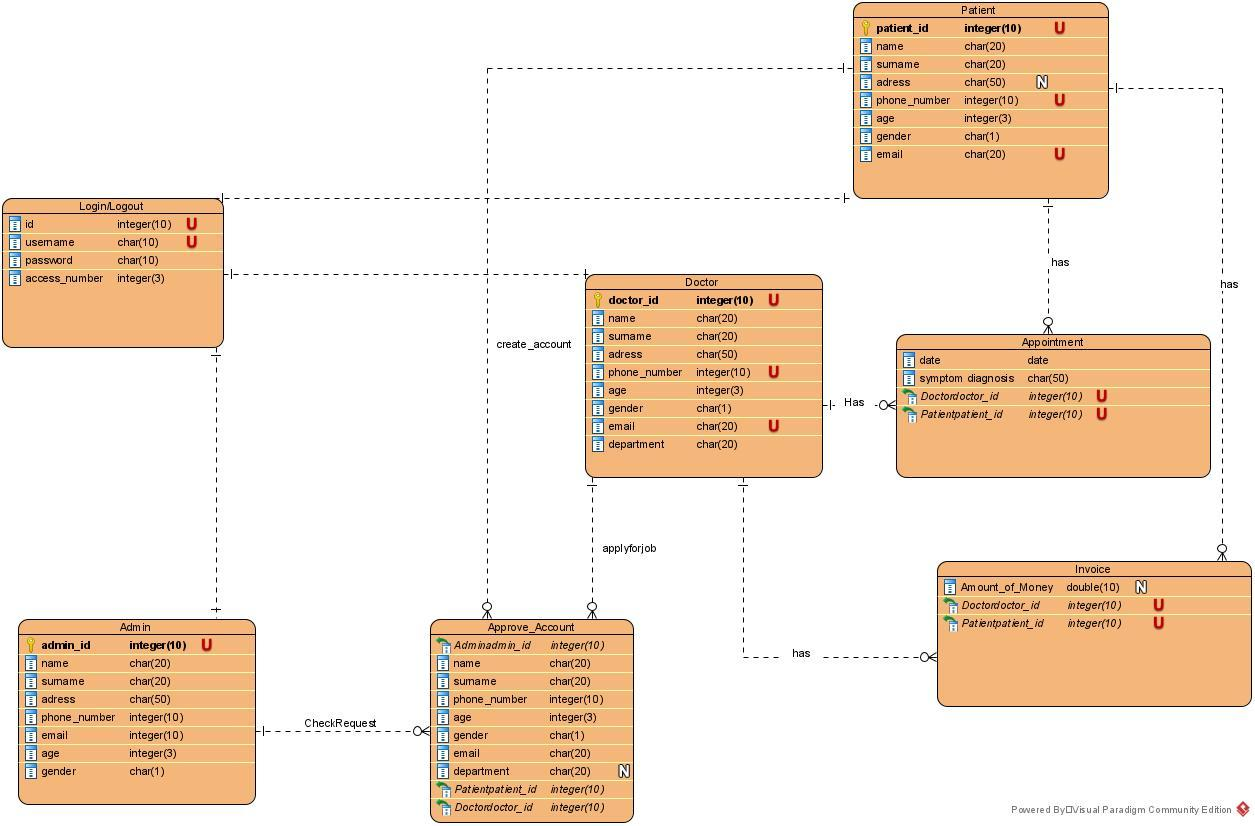 Patient
patient_id integer(10) U
name char(20)
surname char(20)
adress char(50) N
phone_number integer(10) U
age integer(3)
gender char(1)
email char(20) U
Login/Logout
id integer(10) U
username char(10) U
password char(10)
access_number integer(3)
has
has
Doctor
doctor_id integer(10) U
name char(20)
surname char(20)
adress char(50)
phone_number integer(10) U
age integer(3)
gender char(1)
email char(20) U
department char(20)
create_account
Has
Appointment
date date
symptom diagnosis char(50)
Doctordoctor_id integer(10) U
Patientpatient_id integer(10) U
applyforjob
has
Invoice
Amount_of_Money double(10) N
Doctordoctor_id integer(10) U
Patientpatient_id integer(10) U
Admin
admin_id integer(10) U
name char(20)
surname char(20)
adress char(50)
phone_number integer(10)
email integer(10)
age integer(3)
gender char(1)
CheckRequest
Approve_Account
Adminadmin_id integer(10)
name char(20)
surname char(20)
phone_number integer(10)
age integer(3)
gender char(1)
email char(20)
department char(20) N
Patientpatient_id integer(10)
Doctordoctor_id integer(10)
Powered By Visual Paradigm Community Edition